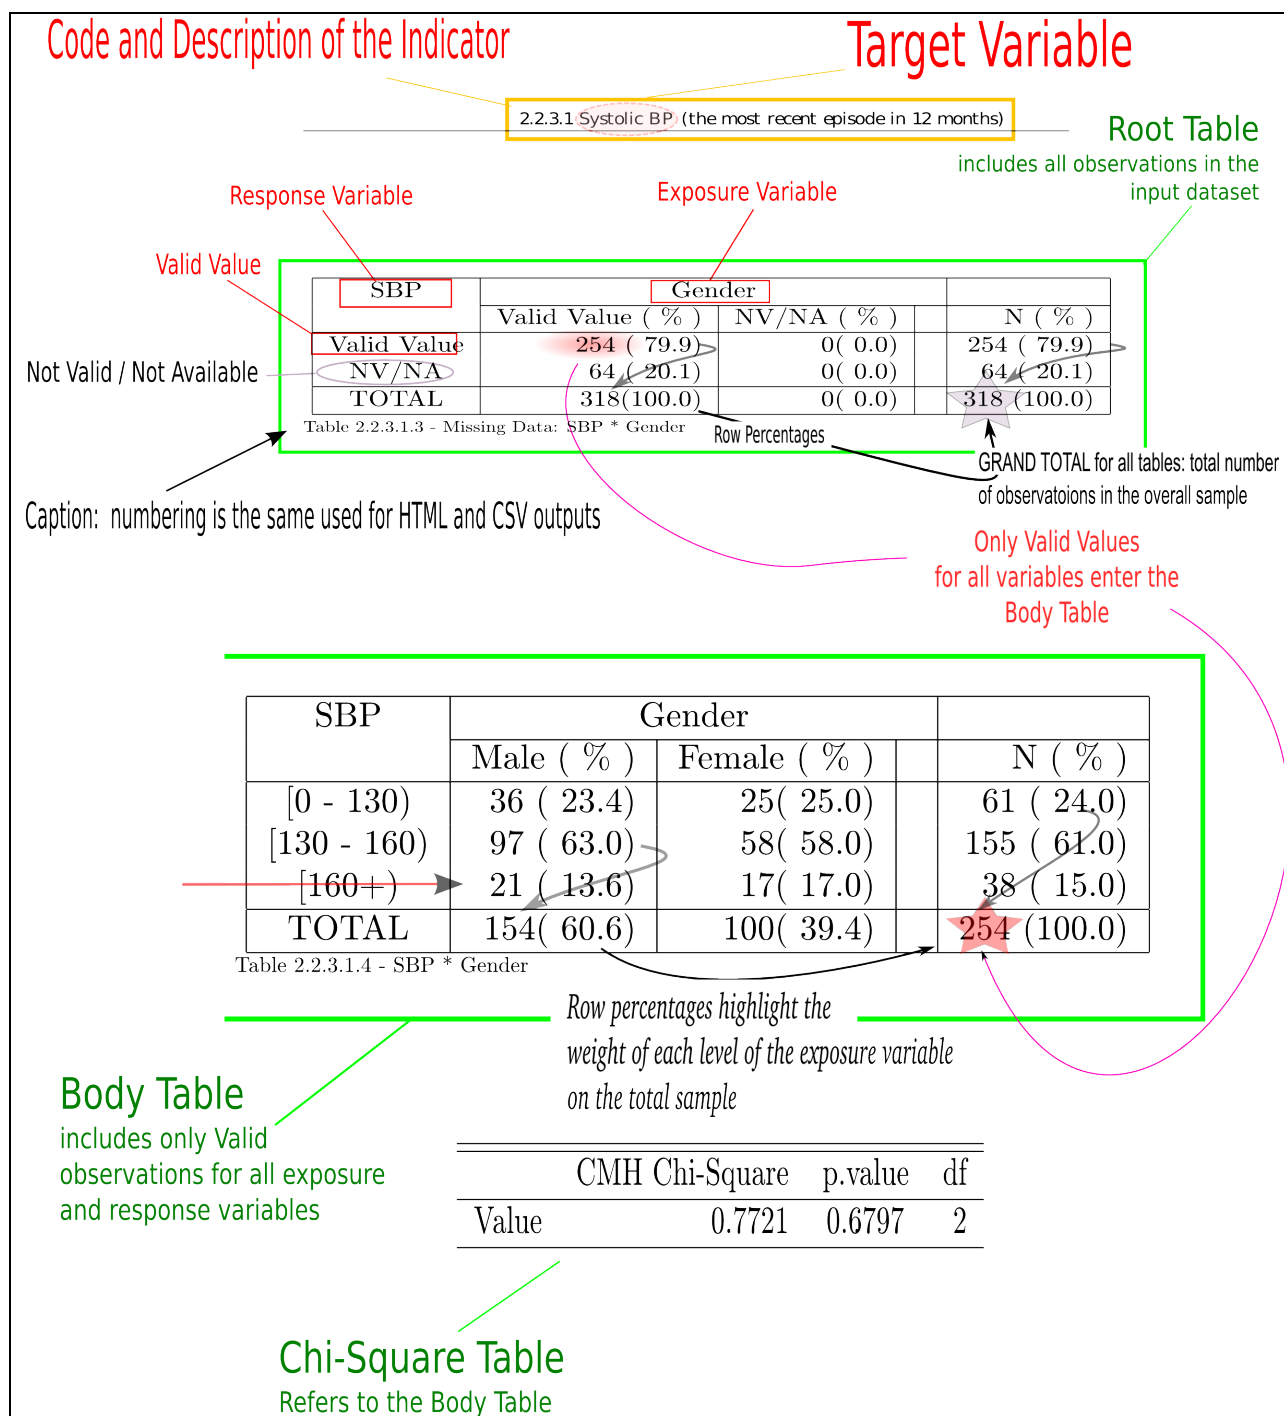 Code and Description of the Indicator
Target Variable
2.2.3.1 Systolic BP (the most recent episode in 12 months)
Root Table
includes all observations in the
input dataset
Response Variable
Exposure Variable
Valid Value
SBP Gender
Valid Value ( % ) NV/NA ( % ) N ( % )
Valid Value 254 ( 79.9) 0( 0.0) 254 ( 79.9)
NV/NA 64 ( 20.1) 0( 0.0) 64 ( 20.1)
TOTAL 318(100.0) 0( 0.0) 318 (100.0)
Table 2.2.3.1.3 - Missing Data: SBP * Gender
Not Valid / Not Available
Row Percentages
GRAND TOTAL for all tables: total number
of observatoions in the overall sample
Caption: numbering is the same used for HTML and CSV outputs
Only Valid Values
for all variables enter the
Body Table
SBP Gender
Male ( % ) Female ( % ) N ( % )
[0 - 130) 36 ( 23.4) 25( 25.0) 61 ( 24.0)
[130 - 160) 97 ( 63.0) 58( 58.0) 155 ( 61.0)
[160+) 21 ( 13.6) 17( 17.0) 38 ( 15.0)
TOTAL 154( 60.6) 100( 39.4) 254 (100.0)
Table 2.2.3.1.4 - SBP * Gender
Row percentages highlight the
weight of each level of the exposure variable
on the total sample
Body Table
includes only Valid
observations for all exposure
and response variables
CMH Chi-Square p.value df
Value 0.7721 0.6797 2
Chi-Square Table
Refers to the Body Table